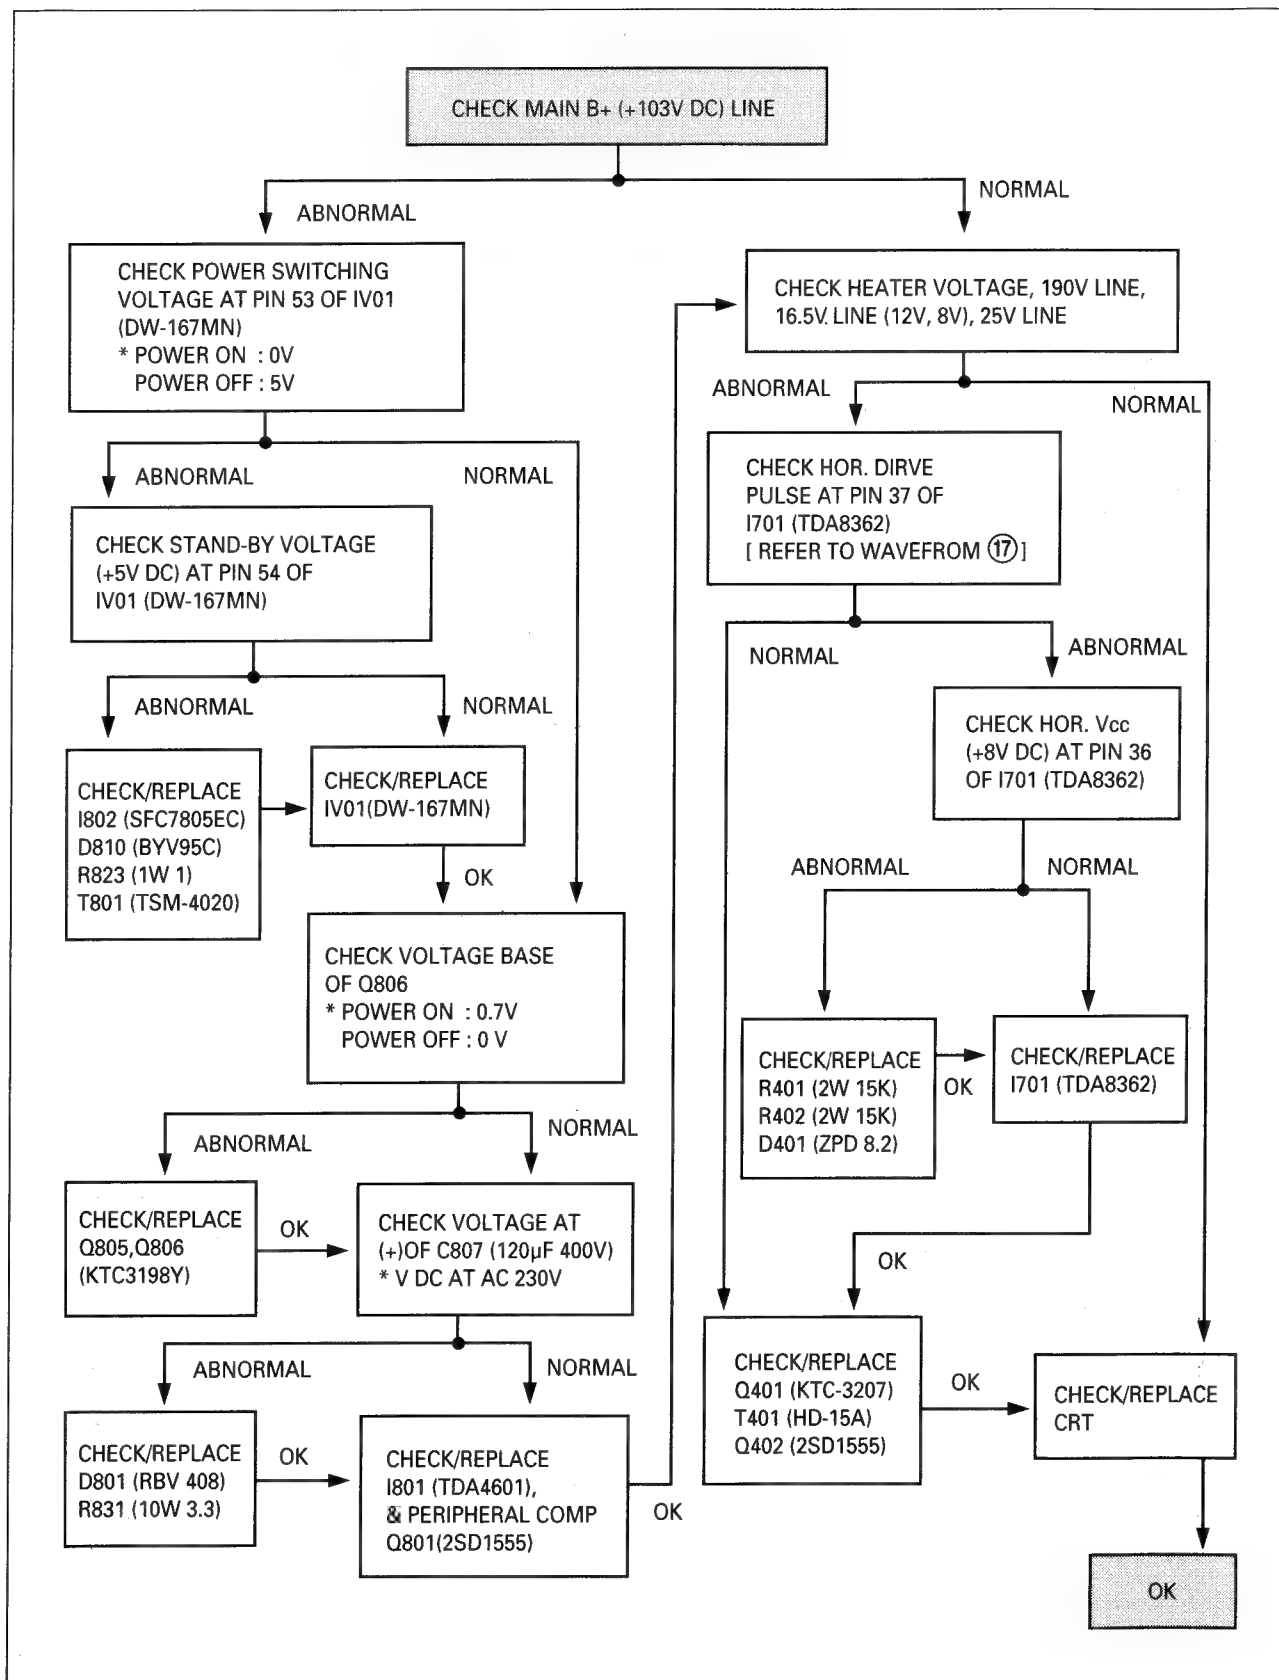 CHECK MAIN B+ (+103V DC) LINE
ABNORMAL
NORMAL
CHECK POWER SWITCHING
VOLTAGE AT PIN 53 OF IV01
(DW-167MN)
* POWER ON : 0V
POWER OFF : 5V
CHECK HEATER VOLTAGE, 190V LINE,
16.5V. LINE (12V, 8V), 25V LINE
ABNORMAL
NORMAL
ABNORMAL
NORMAL
CHECK STAND-BY VOLTAGE
(+5V DC) AT PIN 54 OF
IV01 (DW-167MN)
CHECK HOR. DIRVE
PULSE AT PIN 37 OF
I701 (TDA8362)
[ REFER TO WAVEFROM ⑰ ]
ABNORMAL
NORMAL
NORMAL
ABNORMAL
CHECK/REPLACE
I802 (SFC7805EC)
D810 (BYV95C)
R823 (1W 1)
T801 (TSM-4020)
CHECK/REPLACE
IV01(DW-167MN)
OK
CHECK HOR. Vcc
(+8V DC) AT PIN 36
OF I701 (TDA8362)
ABNORMAL
NORMAL
CHECK VOLTAGE BASE
OF Q806
* POWER ON : 0.7V
POWER OFF : 0 V
CHECK/REPLACE
R401 (2W 15K)
R402 (2W 15K)
D401 (ZPD 8.2)
OK
CHECK/REPLACE
I701 (TDA8362)
ABNORMAL
NORMAL
CHECK/REPLACE
Q805,Q806
(KTC3198Y)
OK
CHECK VOLTAGE AT
(+)OF C807 (120µF 400V)
* V DC AT AC 230V
OK
ABNORMAL
NORMAL
CHECK/REPLACE
D801 (RBV 408)
R831 (10W 3.3)
OK
CHECK/REPLACE
I801 (TDA4601),
& PERIPHERAL COMP
Q801(2SD1555)
OK
CHECK/REPLACE
Q401 (KTC-3207)
T401 (HD-15A)
Q402 (2SD1555)
OK
CHECK/REPLACE
CRT
OK